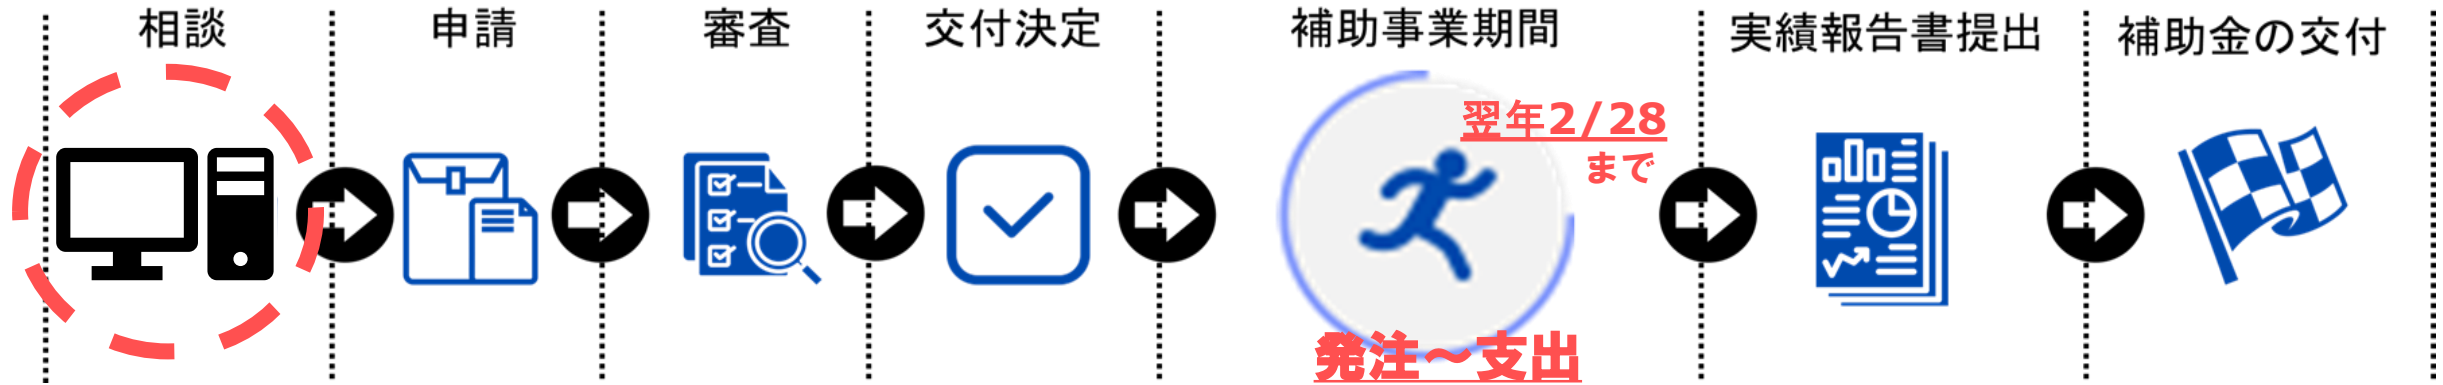 相談
申請
審査
交付決定
補助事業期間
実績報告書提出
補助金の交付
翌年2/28
まで
発注～支出